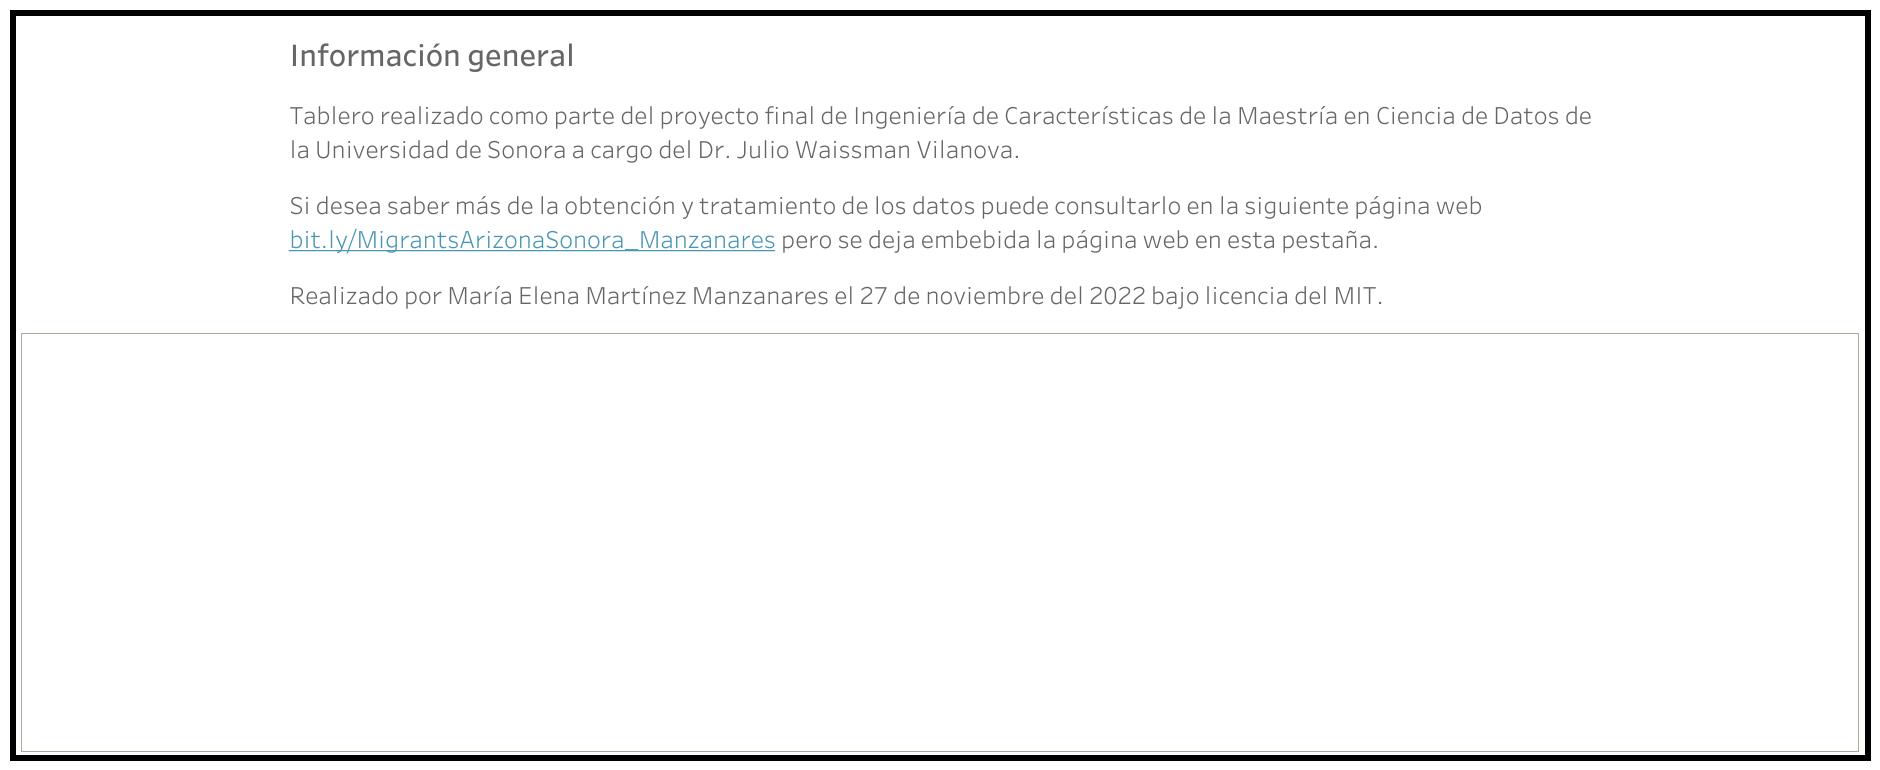 Información general
Tablero realizado como parte del proyecto final de Ingeniería de Características de la Maestría en Ciencia de Datos de
la Universidad de Sonora a cargo del Dr. Julio Waissman Vilanova.
Si desea saber más de la obtención y tratamiento de los datos puede consultarlo en la siguiente página web
bit.ly/MigrantsArizonaSonora_Manzanares pero se deja embebida la página web en esta pestaña.
Realizado por María Elena Martínez Manzanares el 27 de noviembre del 2022 bajo licencia del MIT.